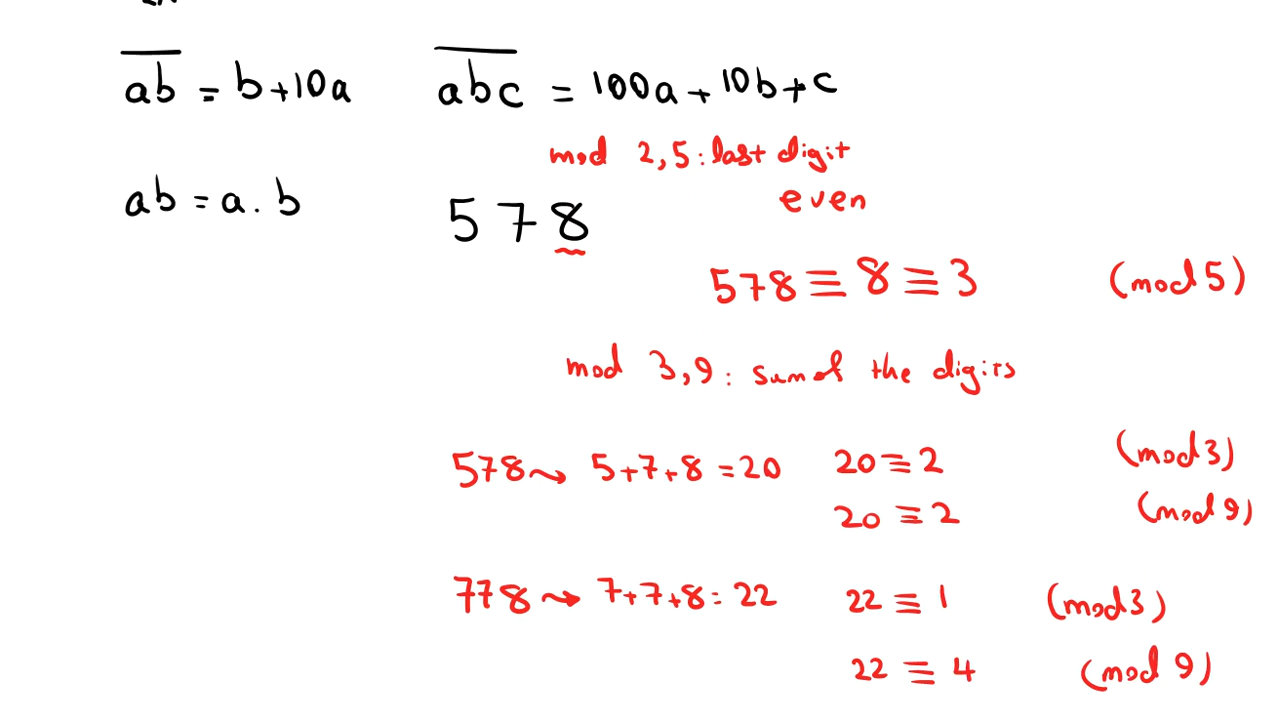 ab = b+10a abc = 100a+10b+c
mod 2,5: last digit
even
ab = a.b 578
578 ≡ 8 ≡ 3 (mod 5)
mod 3,9: sum of the digits
578 ⇝ 5+7+8 = 20 20 ≡ 2 (mod 3)
20 ≡ 2 (mod 9)
778 ⇝ 7+7+8 = 22 22 ≡ 1 (mod 3)
22 ≡ 4 (mod 9)